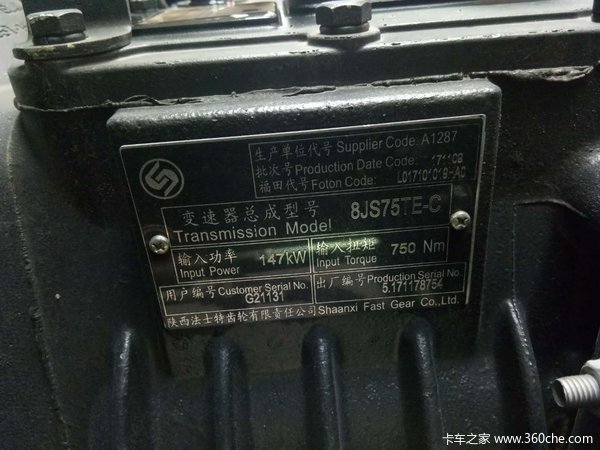 生产单位代号 Supplier Code: A1287
批次号 Production Date Code: 171109
福田代号 Foton Code: L0171010019-A0
变速器总成型号 8JS75TE-C
Transmission Model
输入功率 147kW 输入扭矩 750 Nm
Input Power Input Torque
用户编号 Customer Serial No. 出厂编号 Production Serial No.
G21131 5.171178754
陕西法士特齿轮有限责任公司 Shaanxi Fast Gear Co.,Ltd.
卡车之家 www.360che.com